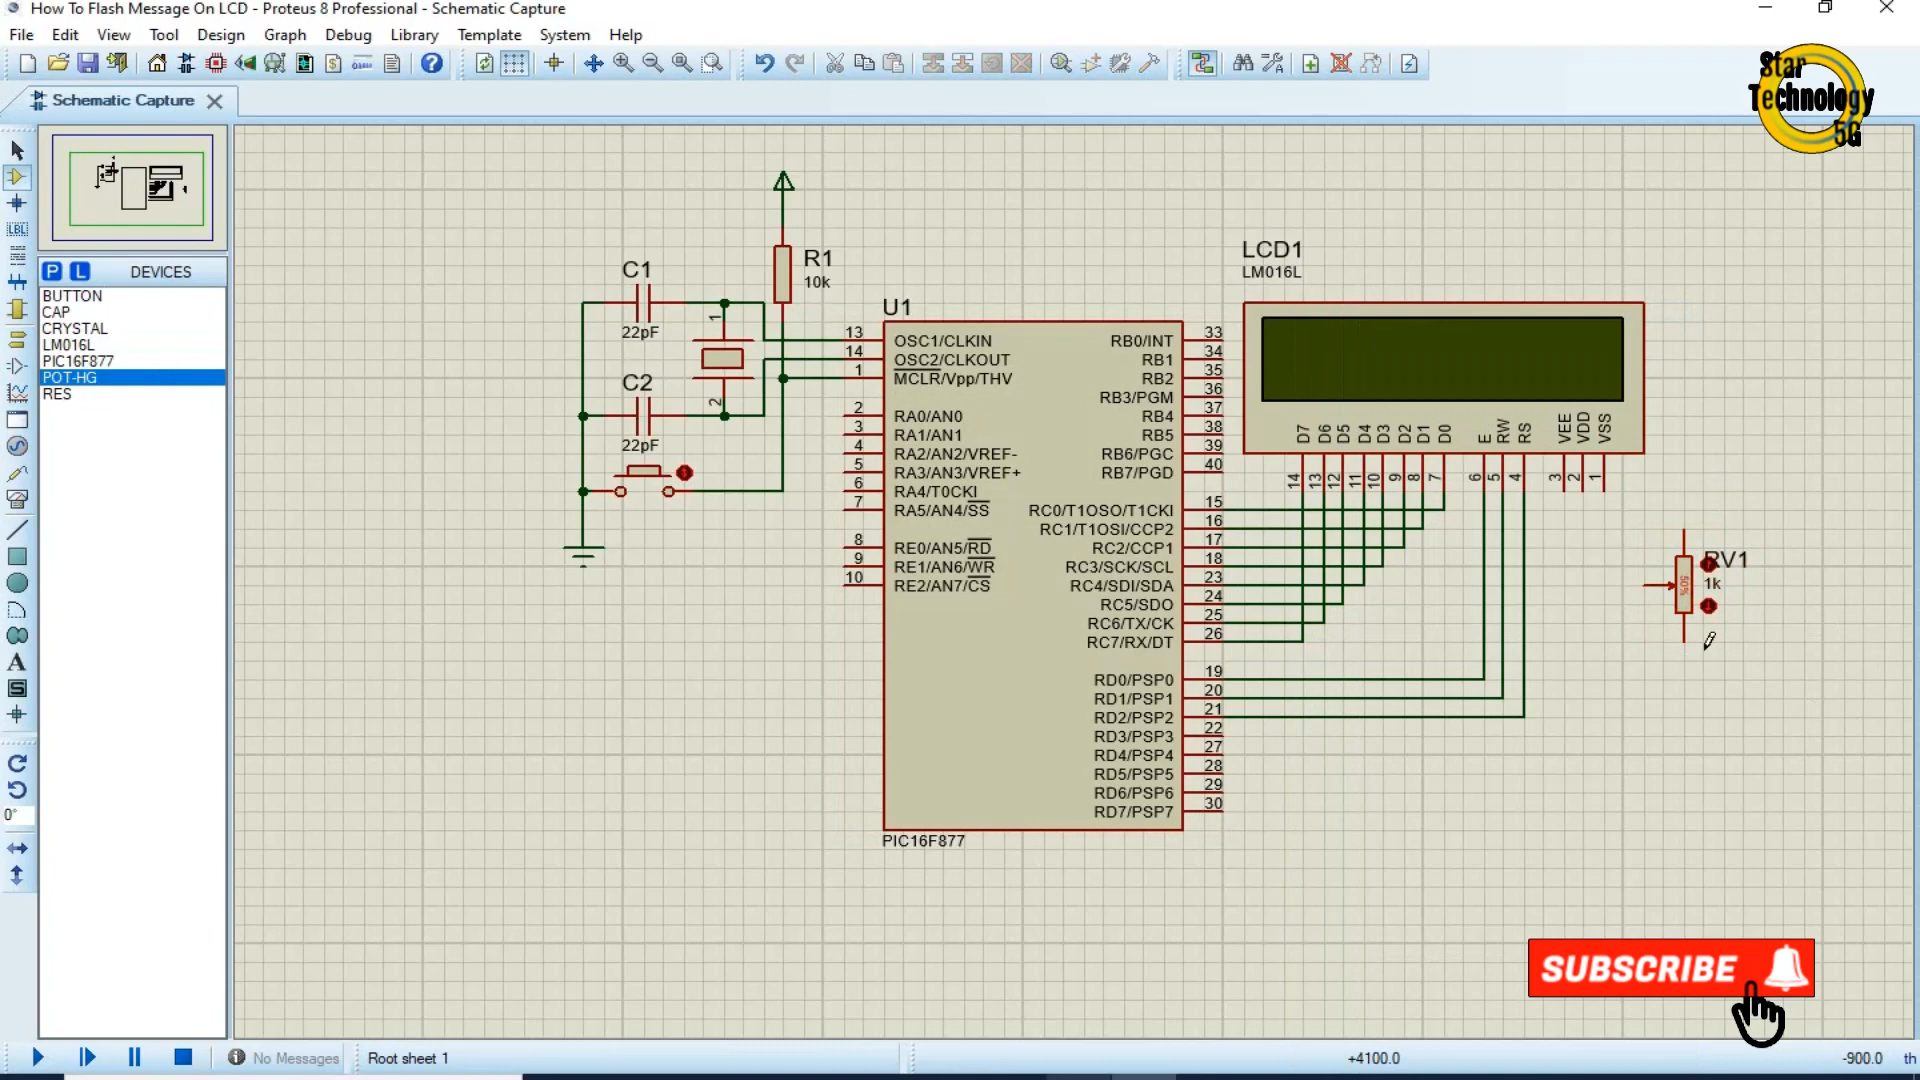 How To Flash Message On LCD - Proteus 8 Professional - Schematic Capture
File Edit View Tool Design Graph Debug Library Template System Help
Schematic Capture
Star
Technology
5G
P L DEVICES
BUTTON
CAP
CRYSTAL
LM016L
PIC16F877
POT-HG
RES
LBL
A
S
0°
R1
10k
C1
22pF
1
2
C2
22pF
U1
13 OSC1/CLKIN
14 OSC2/CLKOUT
1 MCLR/Vpp/THV
2 RA0/AN0
3 RA1/AN1
4 RA2/AN2/VREF-
5 RA3/AN3/VREF+
6 RA4/T0CKI
7 RA5/AN4/SS
8 RE0/AN5/RD
9 RE1/AN6/WR
10 RE2/AN7/CS
RB0/INT 33
RB1 34
RB2 35
RB3/PGM 36
RB4 37
RB5 38
RB6/PGC 39
RB7/PGD 40
RC0/T1OSO/T1CKI 15
RC1/T1OSI/CCP2 16
RC2/CCP1 17
RC3/SCK/SCL 18
RC4/SDI/SDA 23
RC5/SDO 24
RC6/TX/CK 25
RC7/RX/DT 26
RD0/PSP0 19
RD1/PSP1 20
RD2/PSP2 21
RD3/PSP3 22
RD4/PSP4 27
RD5/PSP5 28
RD6/PSP6 29
RD7/PSP7 30
PIC16F877
LCD1
LM016L
D7 D6 D5 D4 D3 D2 D1 D0 E RW RS VEE VDD VSS
14 13 12 11 10 9 8 7 6 5 4 3 2 1
RV1
1k
50%
SUBSCRIBE
No Messages Root sheet 1 +4100.0 -900.0 th